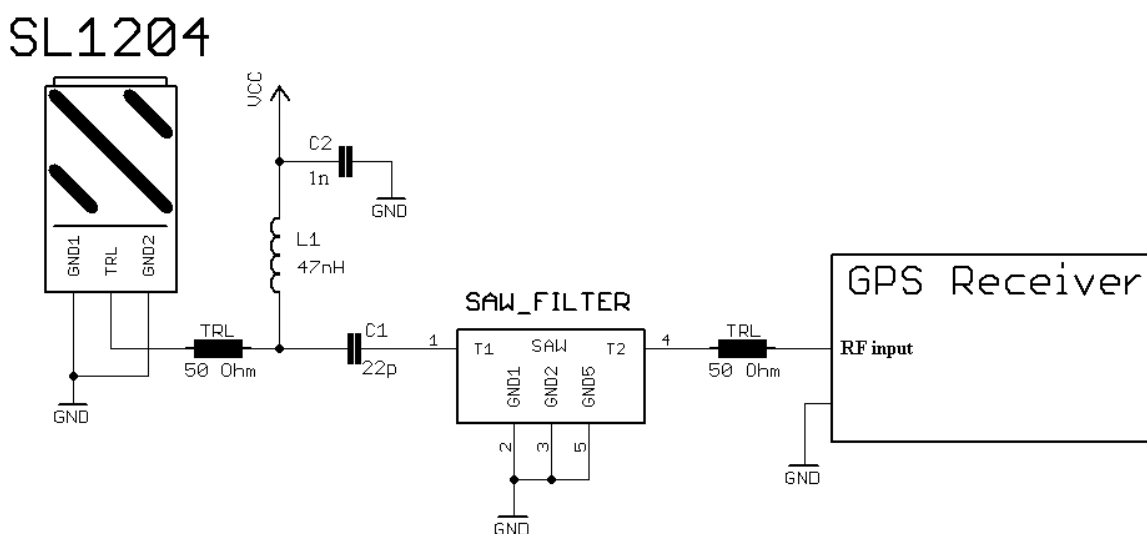 SL1204
GND1
TRL
GND2
GND
VCC
C2
1n
GND
L1
47nH
TRL
50 Ohm
C1
22p
SAW_FILTER
1
T1
SAW
T2
4
GND1
GND2
GND5
2
3
5
GND
TRL
50 Ohm
GPS Receiver
RF input
GND